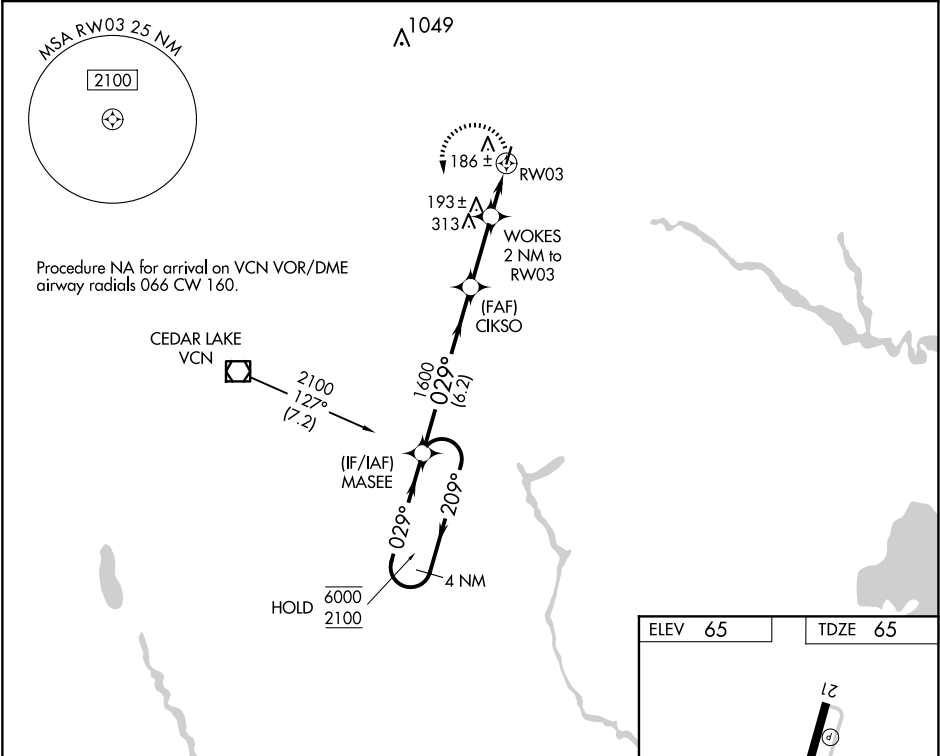 MSA RW03 25 NM
2100
1049
186 ±
RW03
193 ±
313
WOKES
2 NM to
RW03
Procedure NA for arrival on VCN VOR/DME
airway radials 066 CW 160.
(FAF)
CIKSO
CEDAR LAKE
VCN
2100
127°
(7.2)
1600
029°
(6.2)
(IF/IAF)
MASEE
029°
209°
4 NM
HOLD
6000
2100
ELEV 65
TDZE 65
21
P